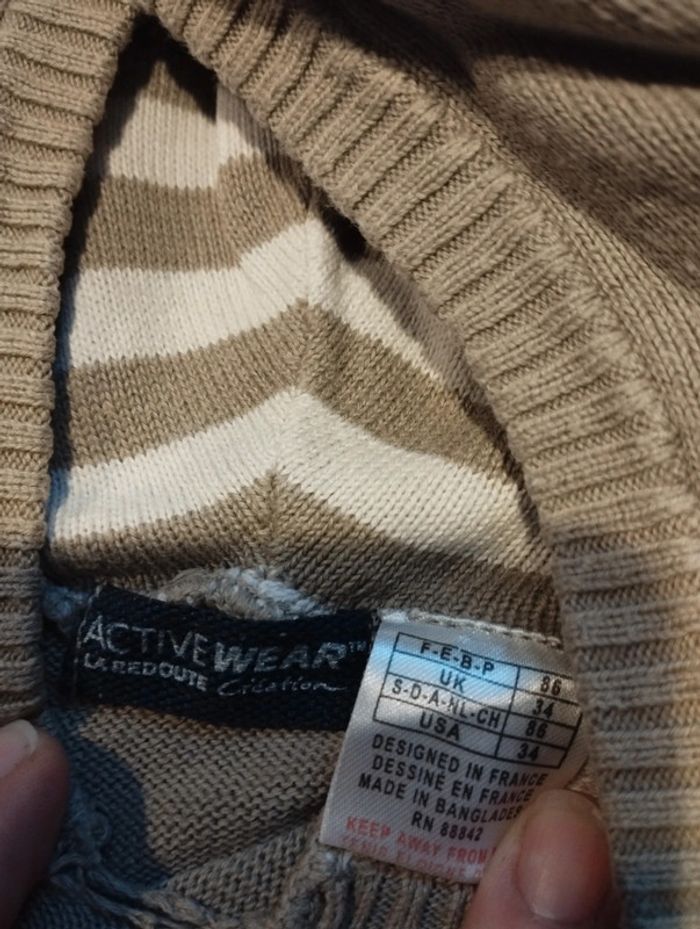 ACTIVEWEAR™
LA REDOUTE Création
F-E-B-P 86
UK 34
S-D-A-NL-CH 86
USA 34
DESIGNED IN FRANCE
DESSINÉ EN FRANCE
MADE IN BANGLADES
RN 88842
KEEP AWAY FROM